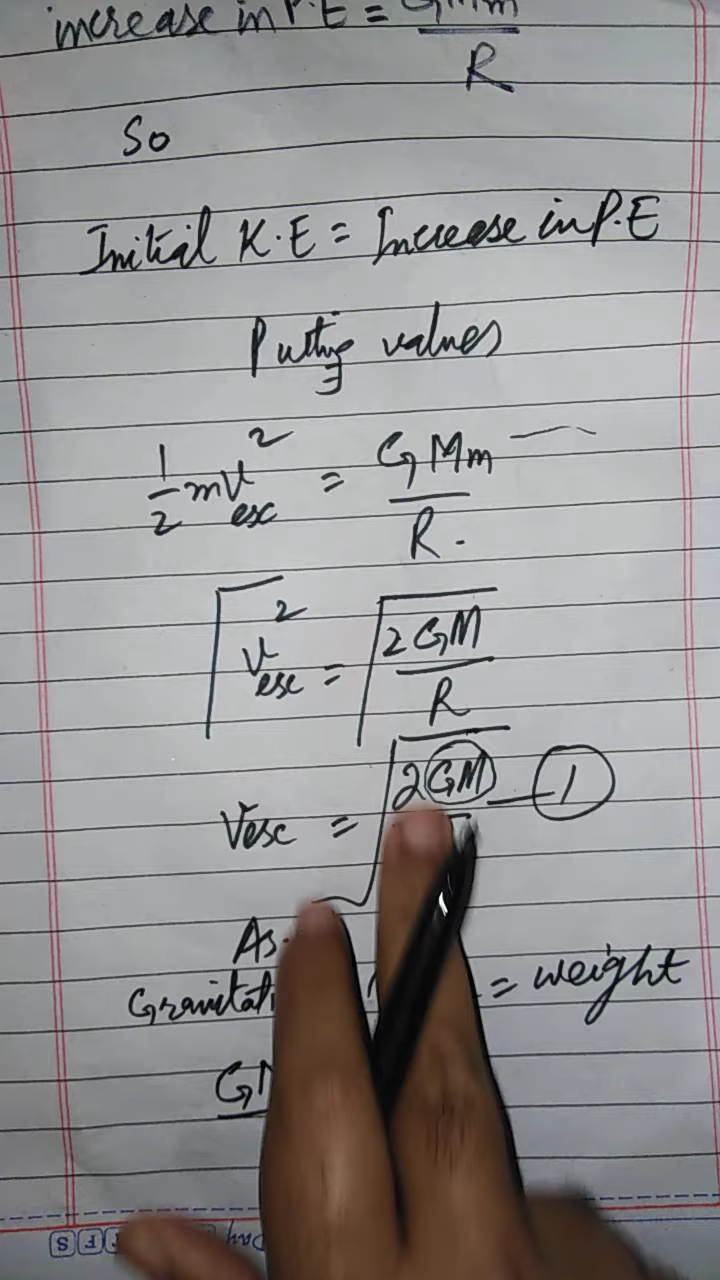 increase in P.E = GMm
R
So
Initial K.E = Increase in P.E
Putting values
1/2 mv²esc = GMm
R.
√v²esc = √2GM
R
Vesc = √2GM — 1
As
= weight